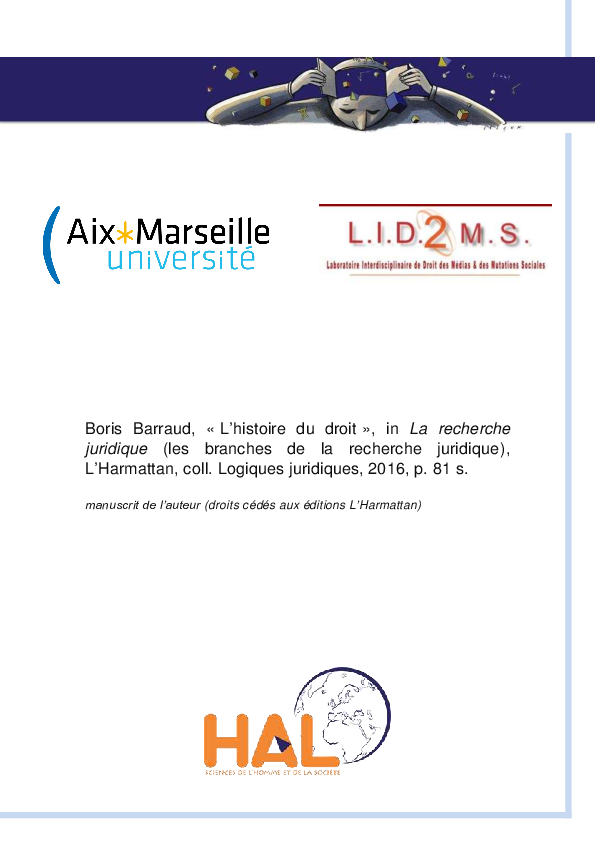 Aix*Marseille
université
L.I.D.2 M.S.
Laboratoire Interdisciplinaire de Droit des Médias & des Mutations Sociales
Boris Barraud, « L'histoire du droit », in La recherche
juridique (les branches de la recherche juridique),
L'Harmattan, coll. Logiques juridiques, 2016, p. 81 s.
manuscrit de l'auteur (droits cédés aux éditions L'Harmattan)
HAL
SCIENCES DE L'HOMME ET DE LA SOCIÉTÉ